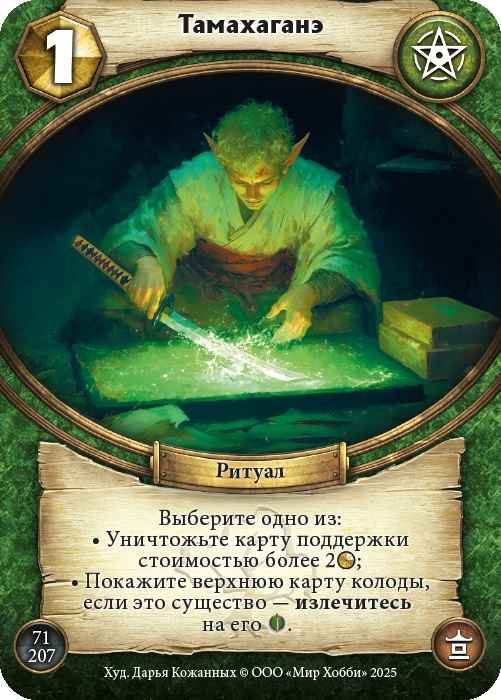 Тамахаганэ
1
Ритуал
Выберите одно из:
• Уничтожьте карту поддержки
стоимостью более 2;
• Покажите верхнюю карту колоды,
если это существо — излечитесь
на его .
71
207
Худ. Дарья Кожанных © ООО «Мир Хобби» 2025